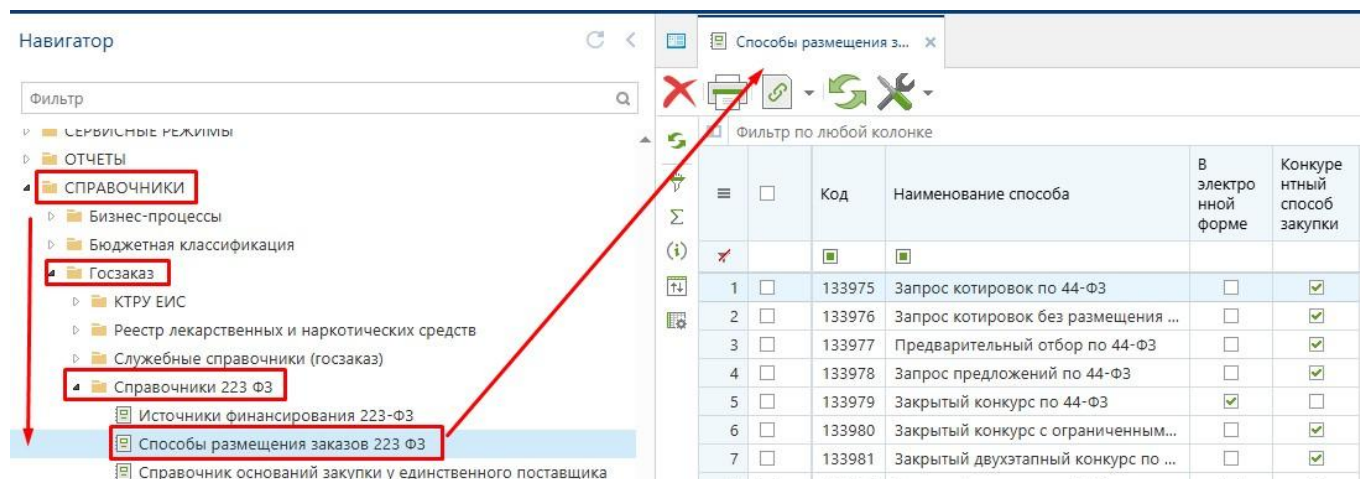 Навигатор
Фильтр
СЕРВИСНЫЕ РЕЖИМЫ
ОТЧЕТЫ
СПРАВОЧНИКИ
Бизнес-процессы
Бюджетная классификация
Госзаказ
КТРУ ЕИС
Реестр лекарственных и наркотических средств
Служебные справочники (госзаказ)
Справочники 223 ФЗ
Источники финансирования 223-ФЗ
Способы размещения заказов 223 ФЗ
Справочник оснований закупки у единственного поставщика
Способы размещения з...
Фильтр по любой колонке
Код
Наименование способа
В
электро
нной
форме
Конкуре
нтный
способ
закупки
1 133975 Запрос котировок по 44-ФЗ
2 133976 Запрос котировок без размещения ...
3 133977 Предварительный отбор по 44-ФЗ
4 133978 Запрос предложений по 44-ФЗ
5 133979 Закрытый конкурс по 44-ФЗ
6 133980 Закрытый конкурс с ограниченным...
7 133981 Закрытый двухэтапный конкурс по ...